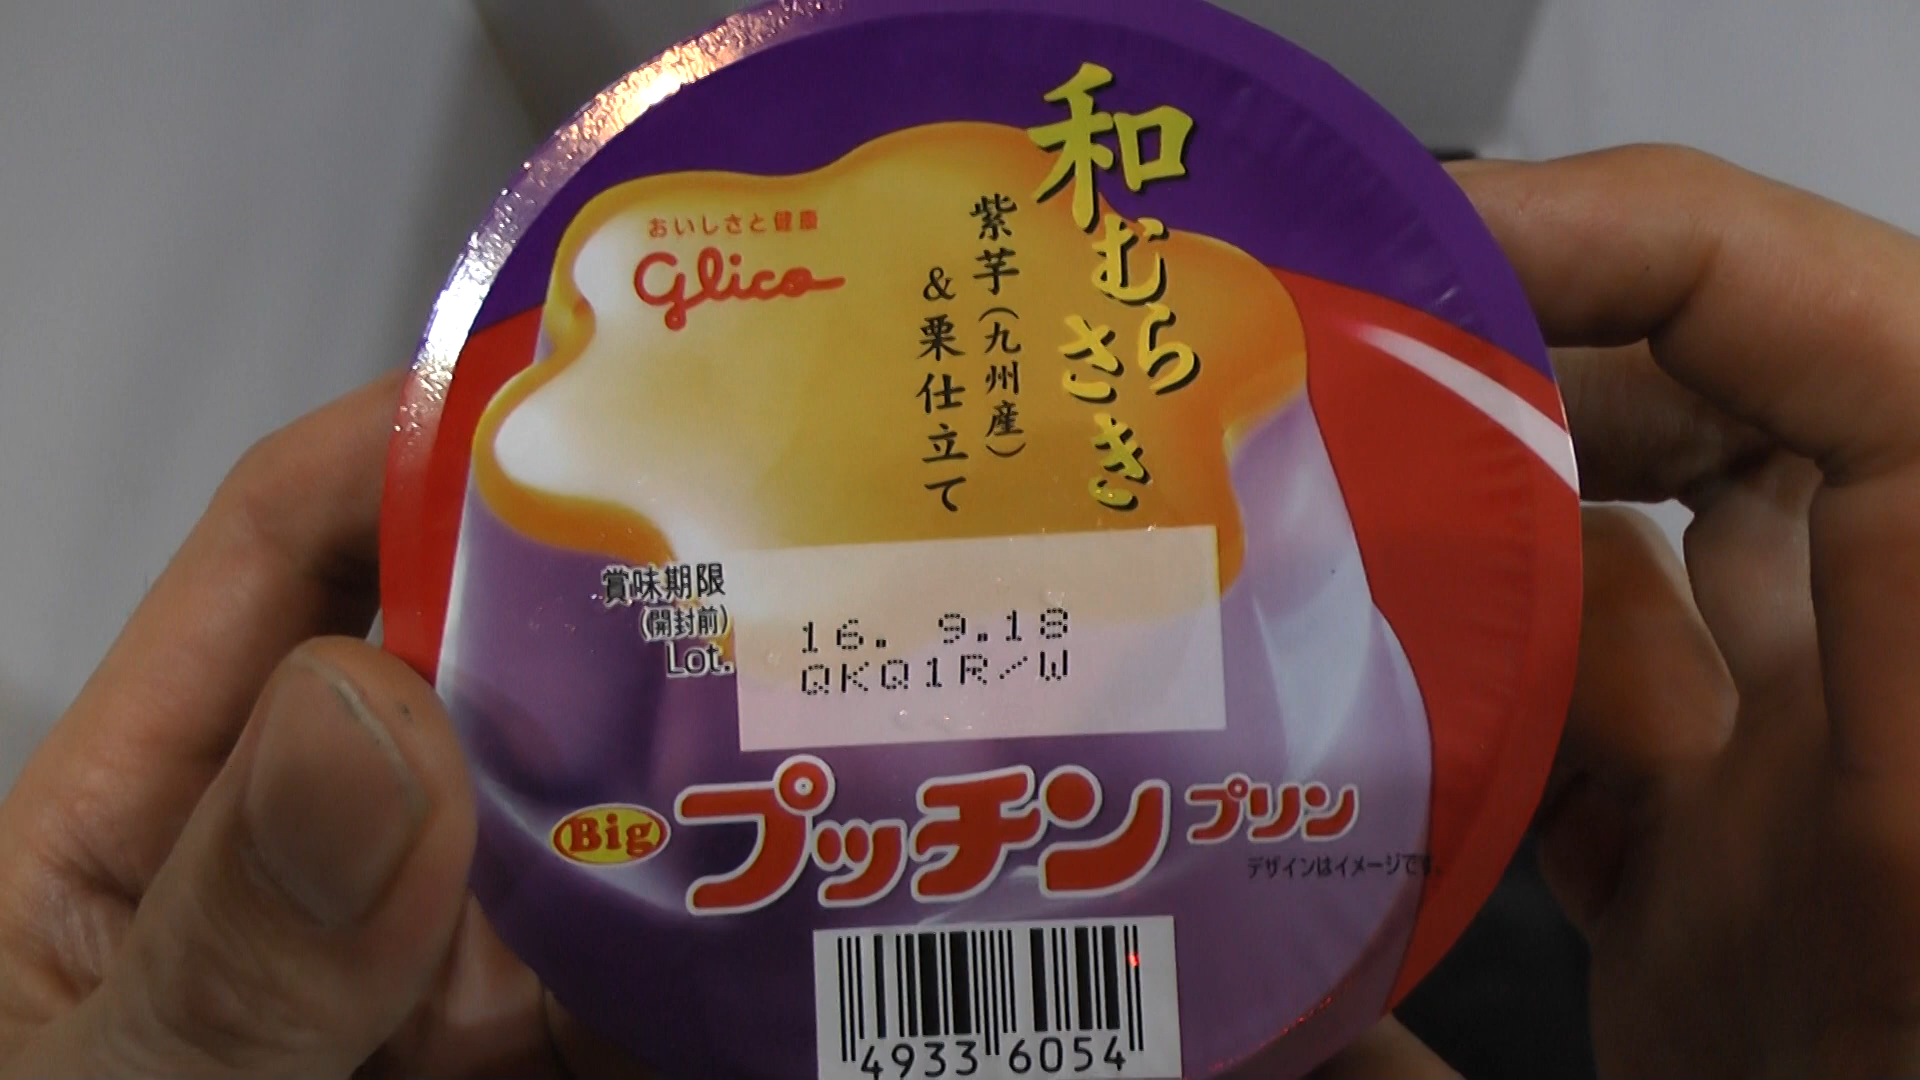 和むらさき
紫芋(九州産)
&栗仕立て
おいしさと健康
Glico
賞味期限
(開封前)
Lot.
16. 9.18
QKQ1R/W
Big プッチンプリン
デザインはイメージです。
4933 6054